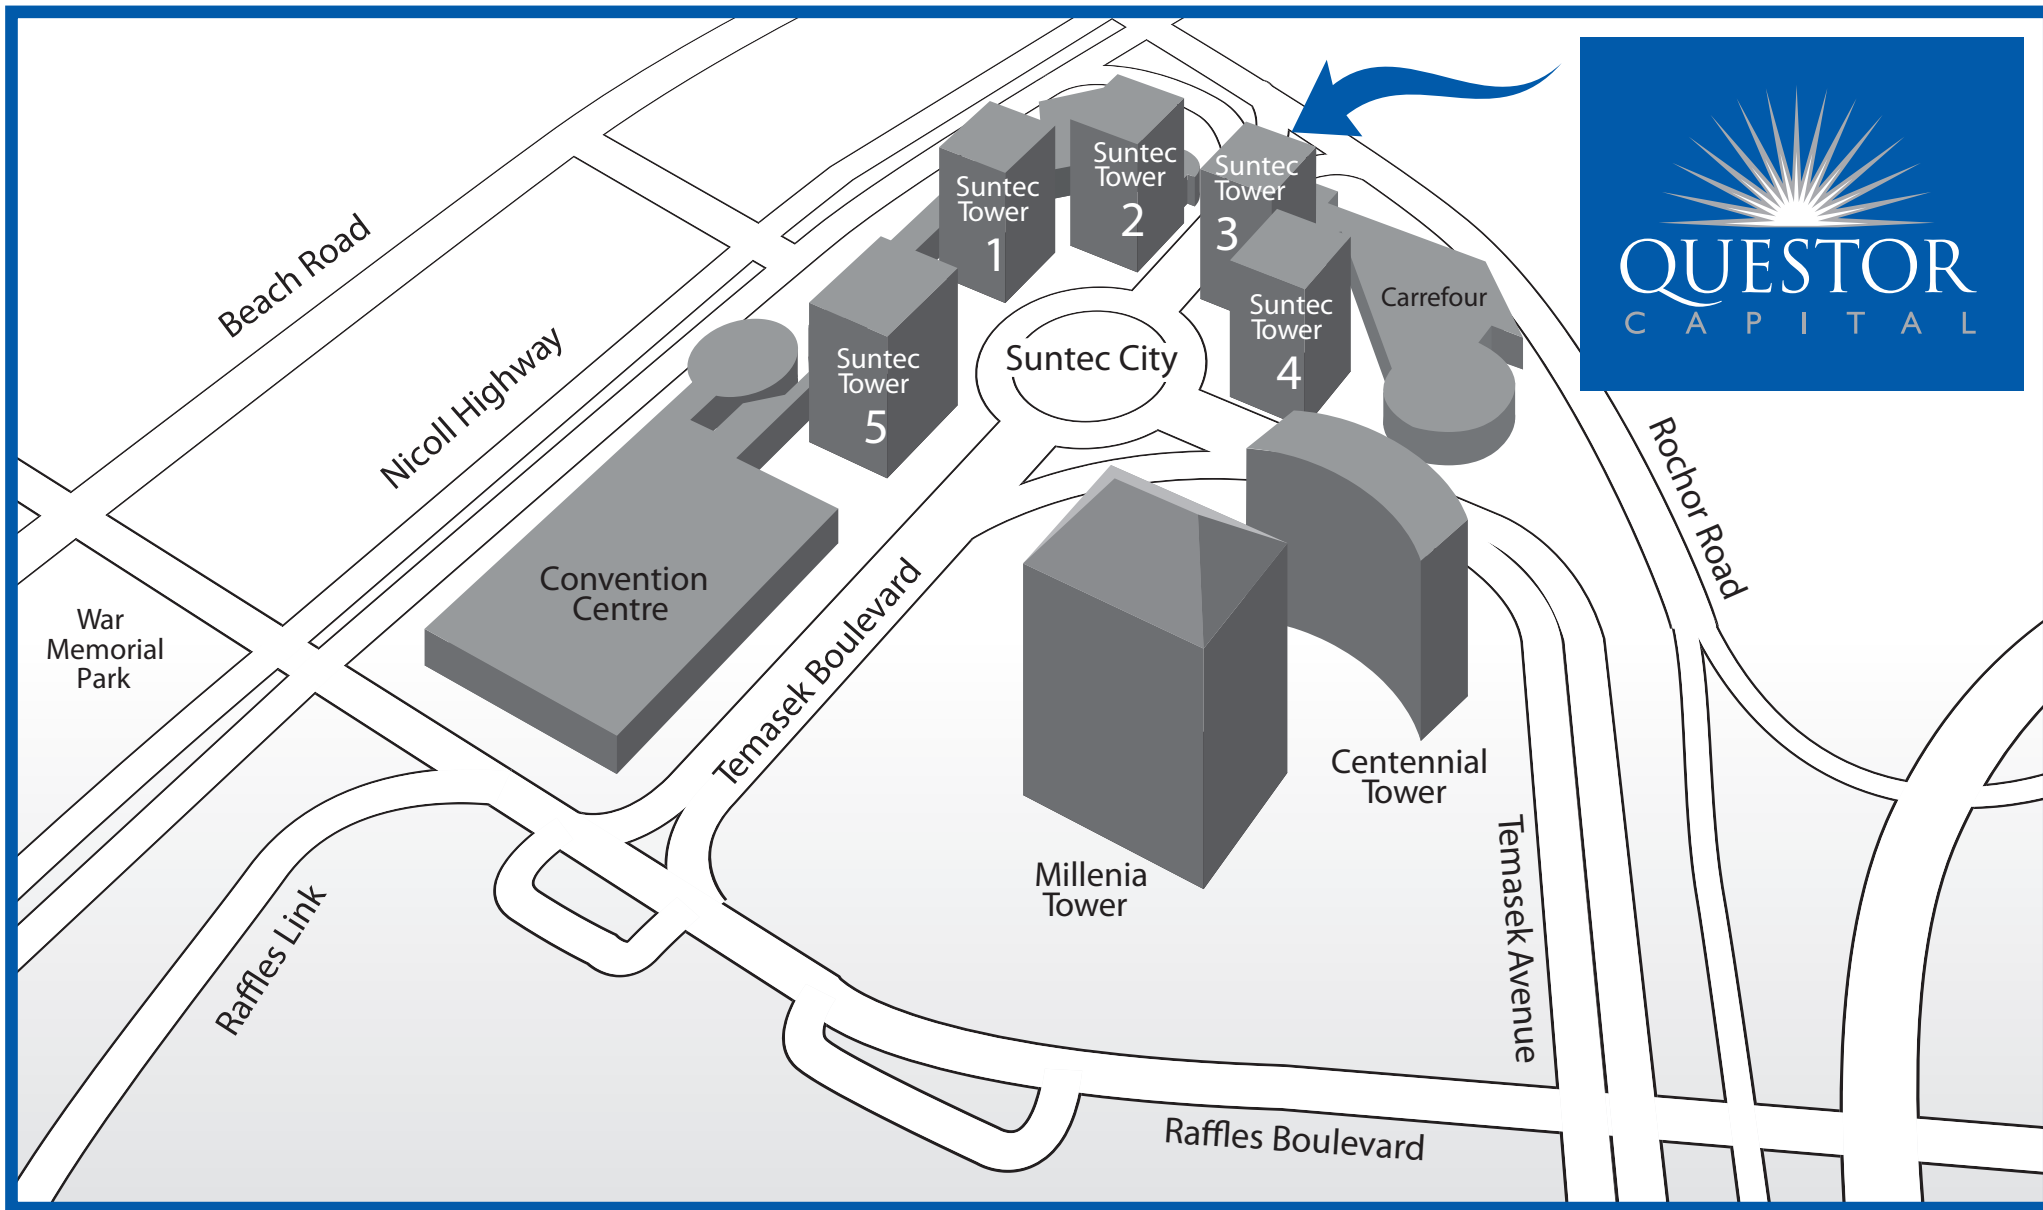 Suntec
Tower
1
Suntec
Tower
2
Suntec
Tower
3
Suntec
Tower
4
Suntec
Tower
5
QUESTOR
CAPITAL
Carrefour
Suntec City
Beach Road
Nicoll Highway
Rochor Road
Convention
Centre
War
Memorial
Park
Temasek Boulevard
Centennial
Tower
Millenia
Tower
Temasek Avenue
Raffles Link
Raffles Boulevard